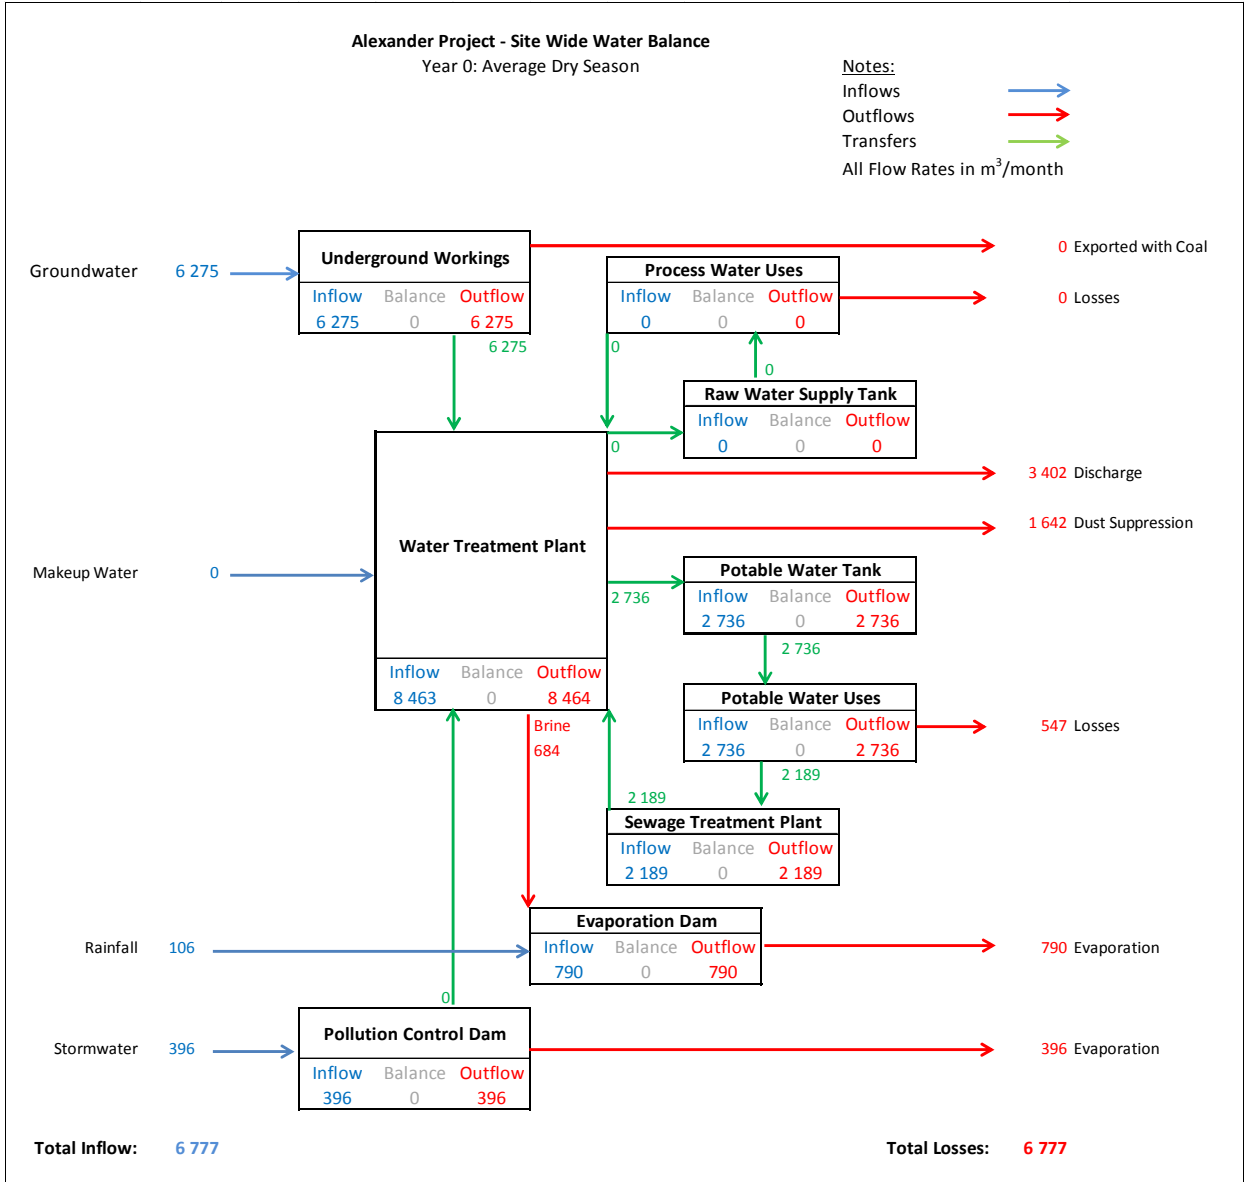 Alexander Project - Site Wide Water Balance
Year 0: Average Dry Season
Notes:
Inflows
Outflows
Transfers
All Flow Rates in m³/month
Groundwater 6 275
Underground Workings
Inflow Balance Outflow
6 275 0 6 275
6 275
0 Exported with Coal
Process Water Uses
Inflow Balance Outflow
0 0 0
0 Losses
0
0
Raw Water Supply Tank
Inflow Balance Outflow
0 0 0
0
3 402 Discharge
1 642 Dust Suppression
Makeup Water 0
Water Treatment Plant
Inflow Balance Outflow
8 463 0 8 464
2 736
Potable Water Tank
Inflow Balance Outflow
2 736 0 2 736
2 736
Potable Water Uses
Inflow Balance Outflow
2 736 0 2 736
547 Losses
2 189
Brine
684
2 189
Sewage Treatment Plant
Inflow Balance Outflow
2 189 0 2 189
Rainfall 106
Evaporation Dam
Inflow Balance Outflow
790 0 790
790 Evaporation
0
Stormwater 396
Pollution Control Dam
Inflow Balance Outflow
396 0 396
396 Evaporation
Total Inflow: 6 777
Total Losses: 6 777